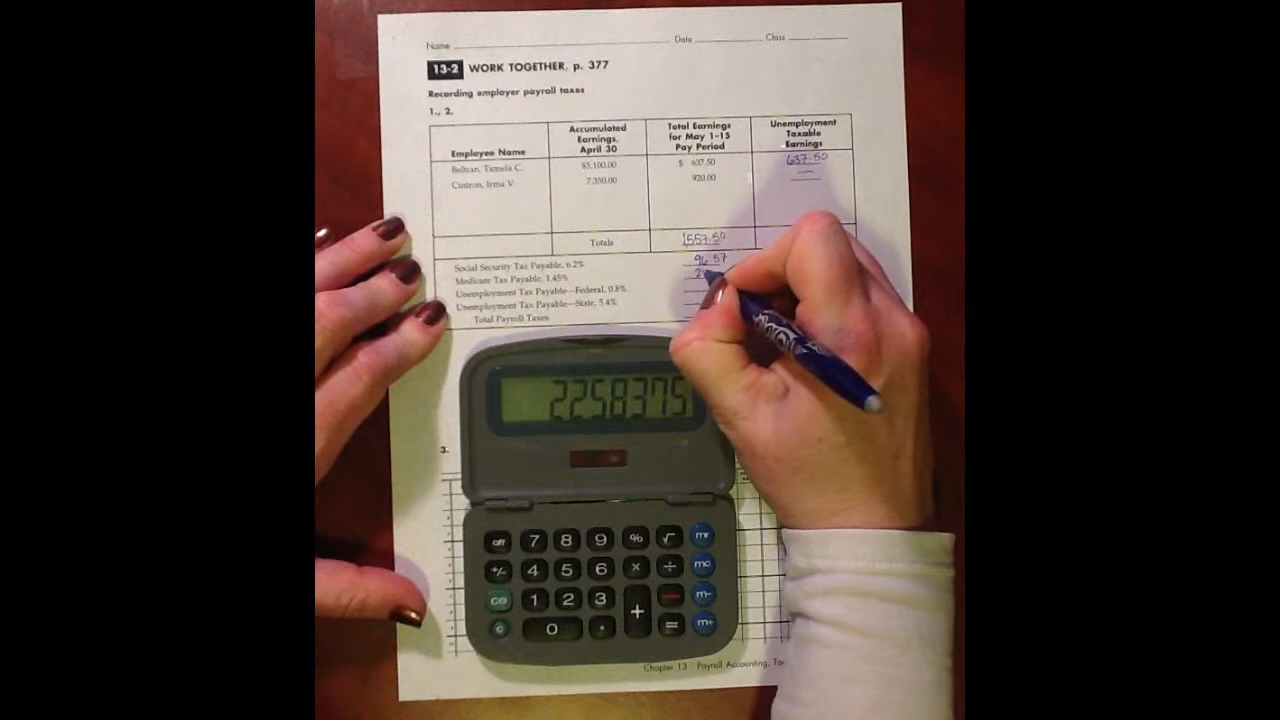 Name Date Class
13-2 WORK TOGETHER, p. 377
Recording employer payroll taxes
1., 2.
Employee Name
Accumulated
Earnings,
April 30
Total Earnings
for May 1–15
Pay Period
Unemployment
Taxable
Earnings
Beltran, Tamela C. $5,100.00 $ 637.50 637.50
Cintron, Irma V. 7,350.00 920.00 —
Totals 1,557.50
Social Security Tax Payable, 6.2% 96.57
Medicare Tax Payable, 1.45%
Unemployment Tax Payable—Federal, 0.8%
Unemployment Tax Payable—State, 5.4%
Total Payroll Taxes
22.58375
3.
off 7 8 9 % √ mr
+/- 4 5 6 × ÷ mc
CE 1 2 3 + − m-
C 0 . = m+
Chapter 13 Payroll Accounting,